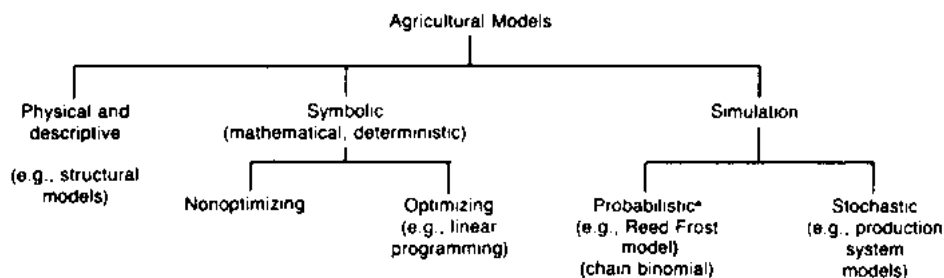 Agricultural Models
Physical and
descriptive
(e.g., structural
models)
Symbolic
(mathematical, deterministic)
Nonoptimizing
Optimizing
(e.g., linear
programming)
Simulation
Probabilistic*
(e.g., Reed Frost
model)
(chain binomial)
Stochastic
(e.g., production
system
models)